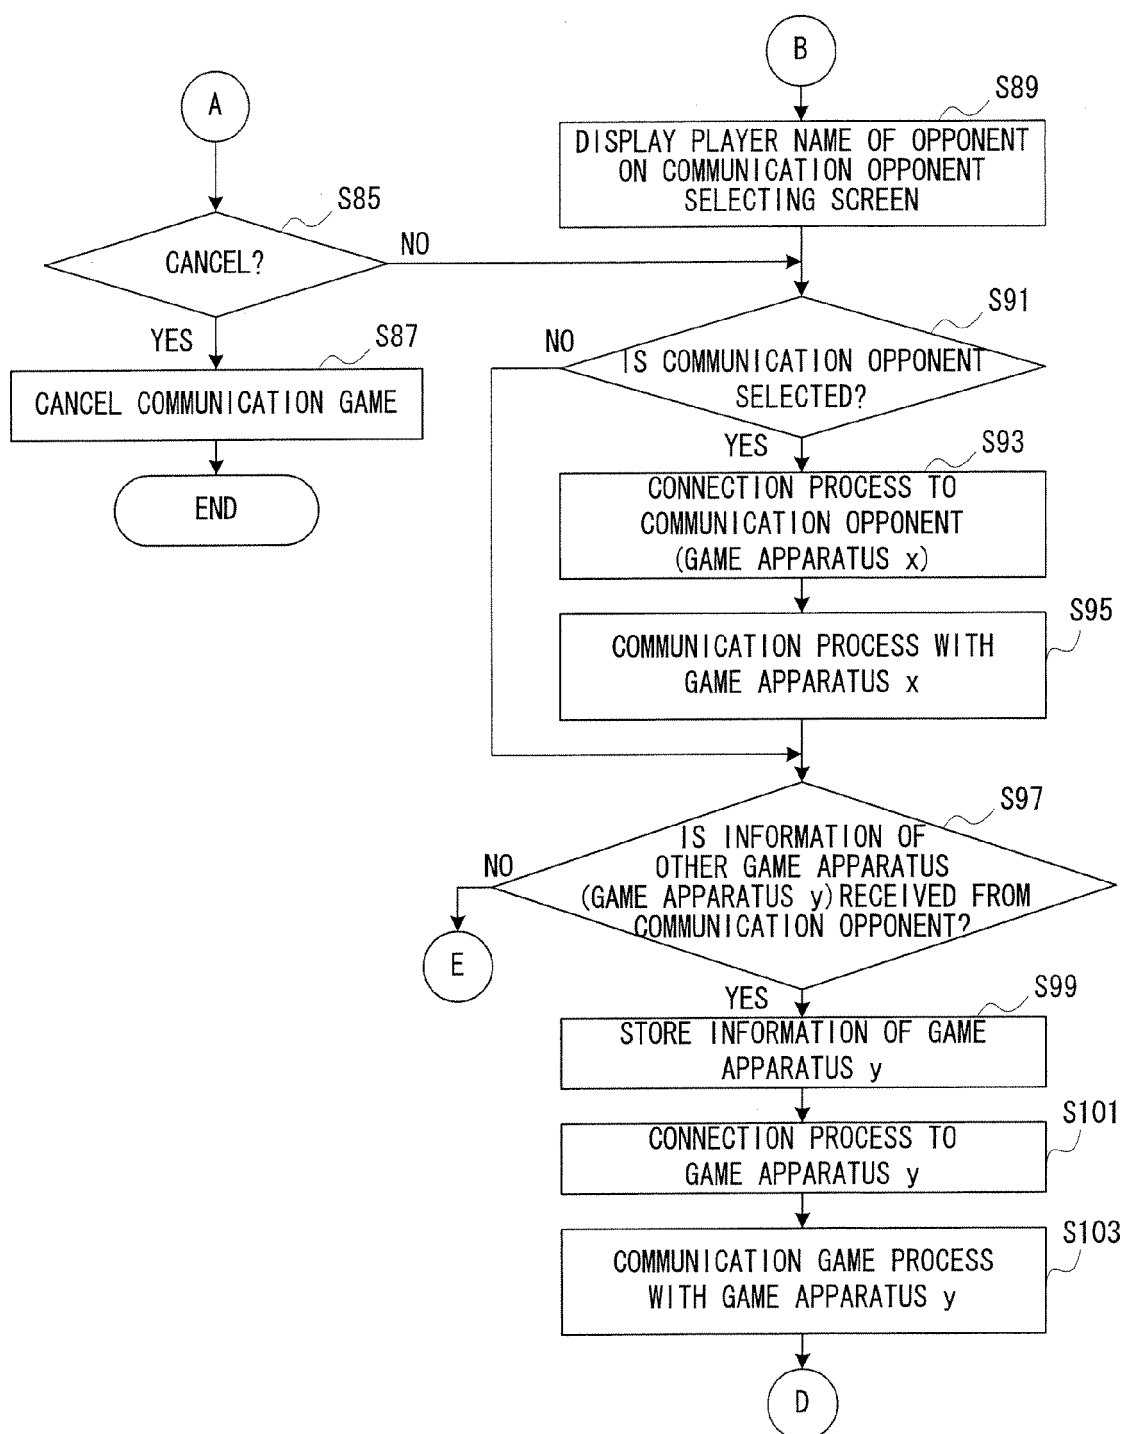 B
S89
DISPLAY PLAYER NAME OF OPPONENT
ON COMMUNICATION OPPONENT
SELECTING SCREEN
A
S85
CANCEL?
NO
YES
S87
CANCEL COMMUNICATION GAME
END
S91
NO
IS COMMUNICATION OPPONENT
SELECTED?
YES
S93
CONNECTION PROCESS TO
COMMUNICATION OPPONENT
(GAME APPARATUS x)
S95
COMMUNICATION PROCESS WITH
GAME APPARATUS x
S97
IS INFORMATION OF
OTHER GAME APPARATUS
(GAME APPARATUS y) RECEIVED FROM
COMMUNICATION OPPONENT?
NO
E
YES
S99
STORE INFORMATION OF GAME
APPARATUS y
S101
CONNECTION PROCESS TO
GAME APPARATUS y
S103
COMMUNICATION GAME PROCESS
WITH GAME APPARATUS y
D